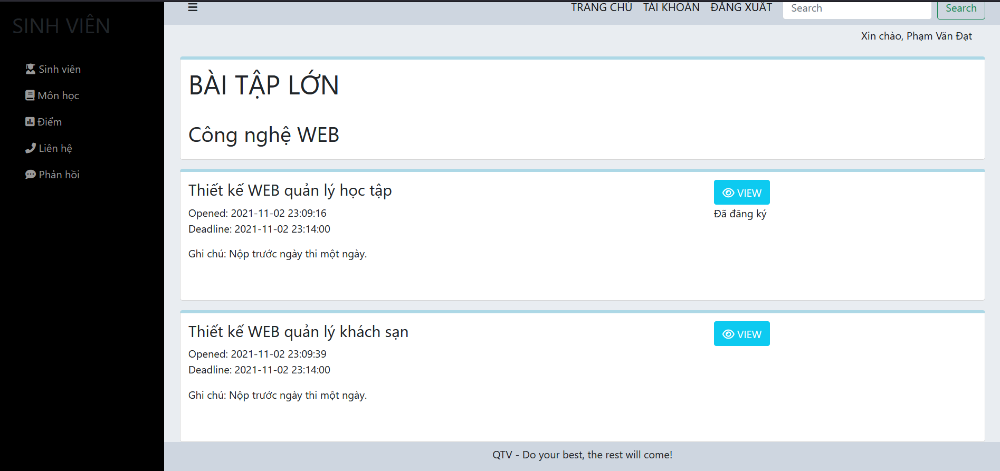 SINH VIÊN
Sinh viên
Môn học
Điểm
Liên hệ
Phản hồi
TRANG CHỦ TÀI KHOẢN ĐĂNG XUẤT Search Search
Xin chào, Phạm Văn Đạt
BÀI TẬP LỚN
Công nghệ WEB
Thiết kế WEB quản lý học tập
VIEW
Đã đăng ký
Opened: 2021-11-02 23:09:16
Deadline: 2021-11-02 23:14:00
Ghi chú: Nộp trước ngày thi một ngày.
Thiết kế WEB quản lý khách sạn
VIEW
Opened: 2021-11-02 23:09:39
Deadline: 2021-11-02 23:14:00
Ghi chú: Nộp trước ngày thi một ngày.
QTV - Do your best, the rest will come!